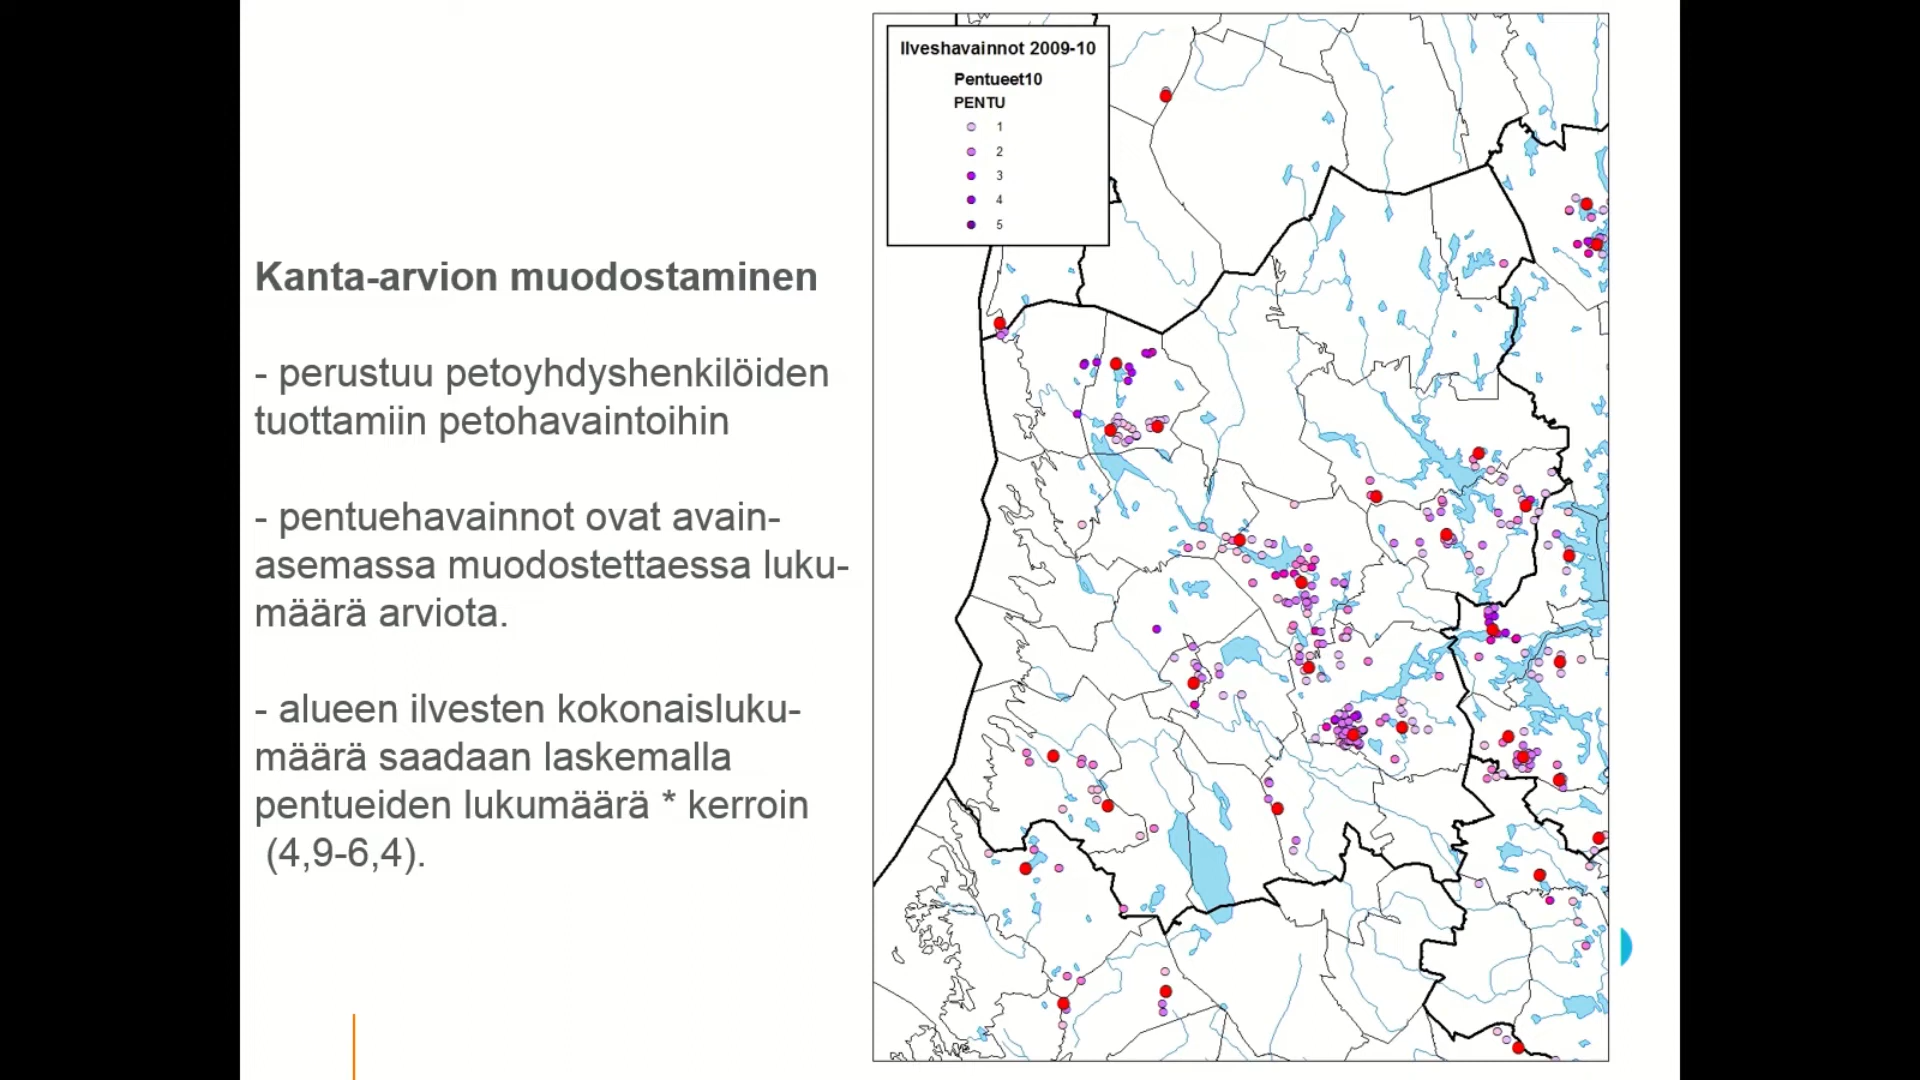 Kanta-arvion muodostaminen
- perustuu petoyhdyshenkilöiden
tuottamiin petohavaintoihin
- pentuehavainnot ovat avain-
asemassa muodostettaessa luku-
määrä arviota.
- alueen ilvesten kokonaisluku-
määrä saadaan laskemalla
pentueiden lukumäärä * kerroin
(4,9-6,4).
Ilveshavainnot 2009-10
Pentueet10
PENTU
1
2
3
4
5